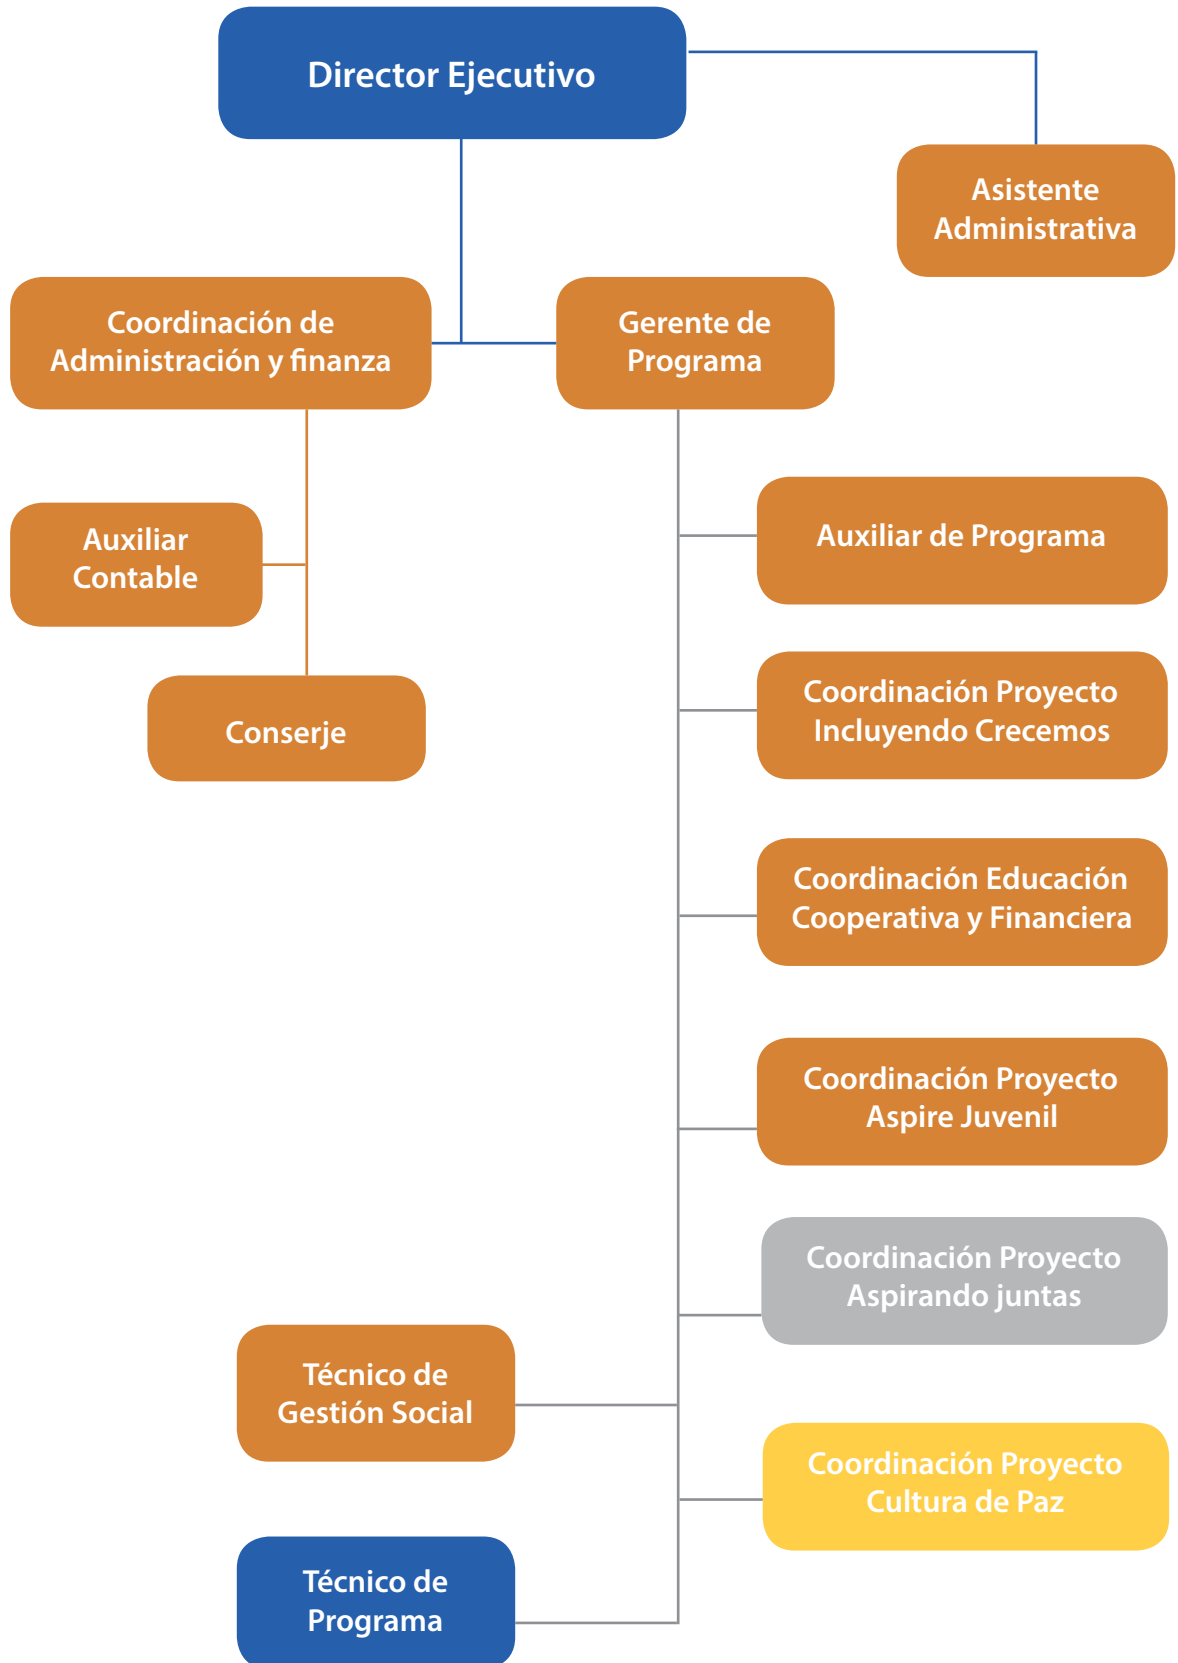 Director Ejecutivo
Asistente
Administrativa
Coordinación de
Administración y finanza
Gerente de
Programa
Auxiliar
Contable
Conserje
Auxiliar de Programa
Coordinación Proyecto
Incluyendo Crecemos
Coordinación Educación
Cooperativa y Financiera
Coordinación Proyecto
Aspire Juvenil
Coordinación Proyecto
Aspirando juntas
Técnico de
Gestión Social
Coordinación Proyecto
Cultura de Paz
Técnico de
Programa